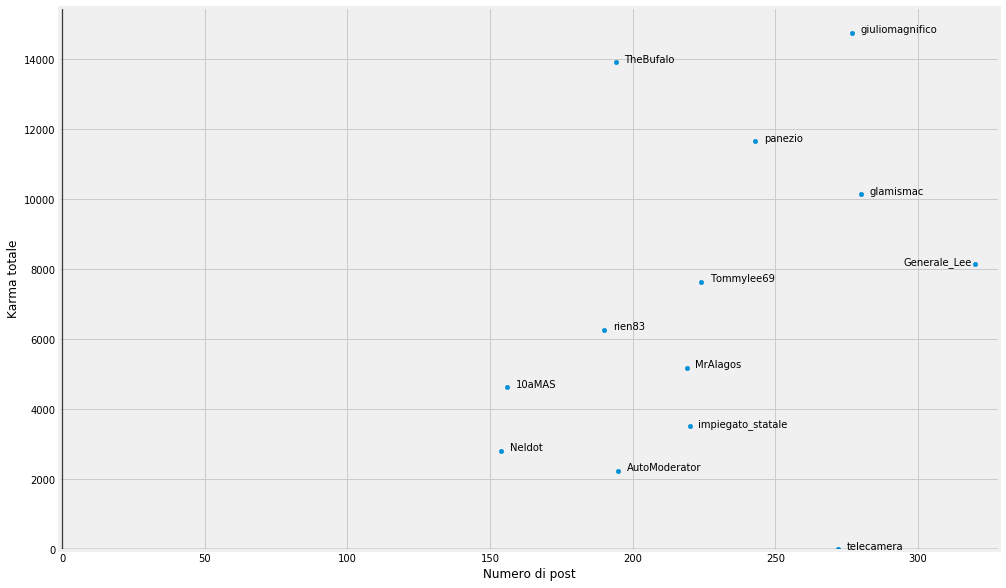 giuliomagnifico
14000
TheBufalo
12000
panezio
10000
glamismac
8000
Generale_Lee
Tommylee69
6000
rien83
MrAlagos
4000
10aMAS
impiegato_statale
Neldot
2000
AutoModerator
0
telecamera
Karma totale
0 50 100 150 200 250 300
Numero di post